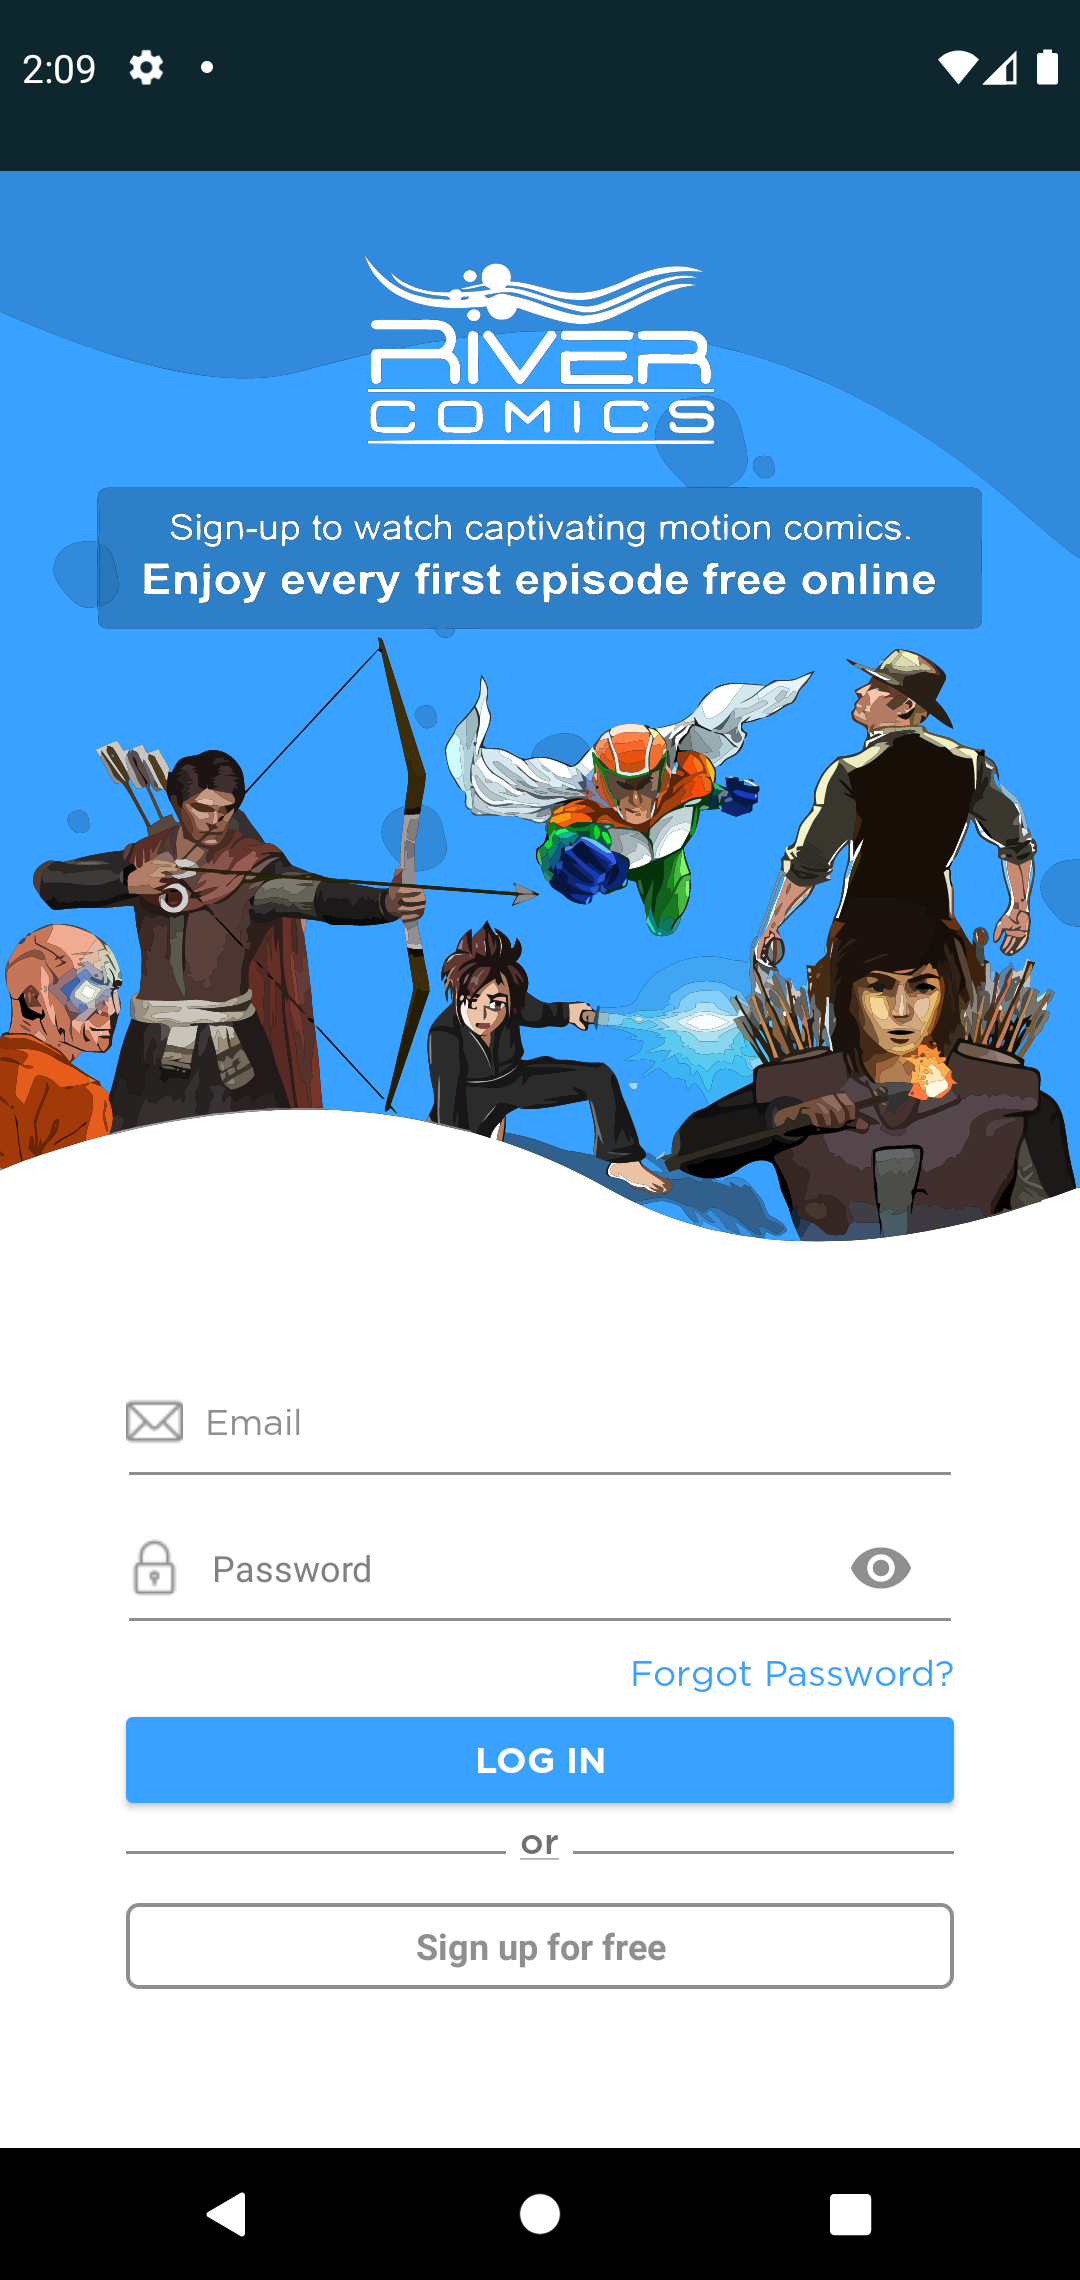 2:09
RIVER
COMICS
Sign-up to watch captivating motion comics.
Enjoy every first episode free online
Email
Password
Forgot Password?
LOG IN
or
Sign up for free